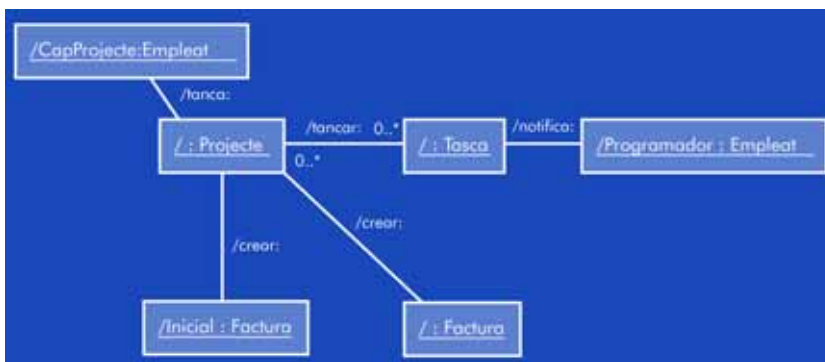 /CapProjecte:Empleat
/tanca:
/ : Projecte
/tancar: 0..*
/ : Tasca
/notifica:
/Programador : Empleat
0..*
/crear:
/crear:
/Inicial : Factura
/ : Factura